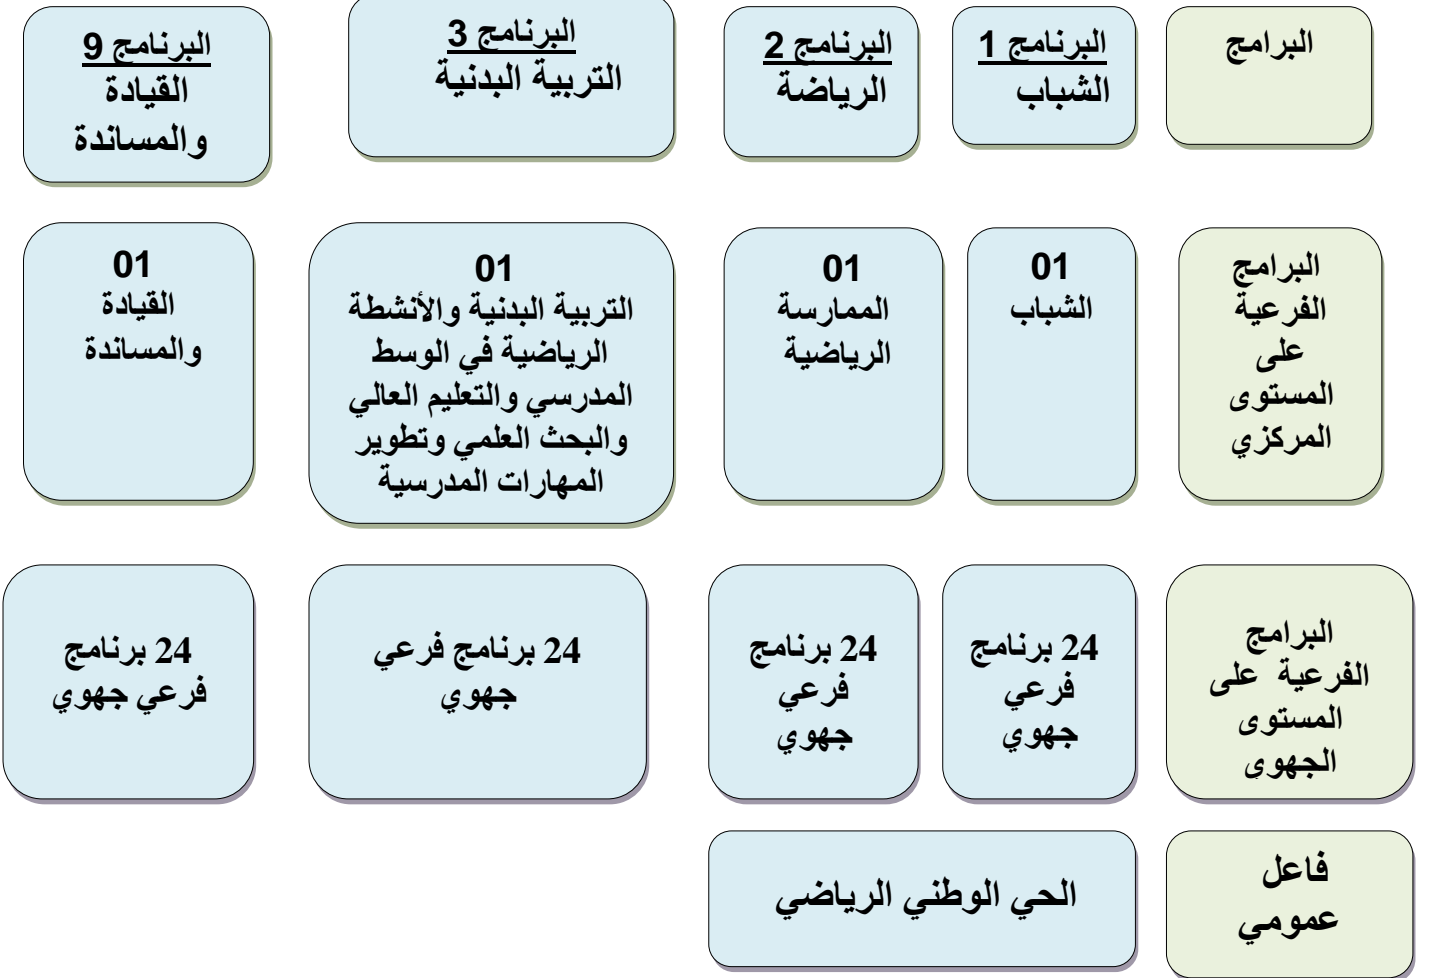 البرامج
البرنامج 1
الشباب
البرنامج 2
الرياضة
البرنامج 3
التربية البدنية
البرنامج 9
القيادة
والمساندة
البرامج
الفرعية
على
المستوى
المركزي
01
الشباب
01
الممارسة
الرياضية
01
التربية البدنية والأنشطة
الرياضية في الوسط
المدرسي والتعليم العالي
والبحث العلمي وتطوير
المهارات المدرسية
01
القيادة
والمساندة
البرامج
الفرعية على
المستوى
الجهوي
24 برنامج
فرعي
جهوي
24 برنامج
فرعي
جهوي
24 برنامج فرعي
جهوي
24 برنامج
فرعي جهوي
فاعل
عمومي
الحي الوطني الرياضي